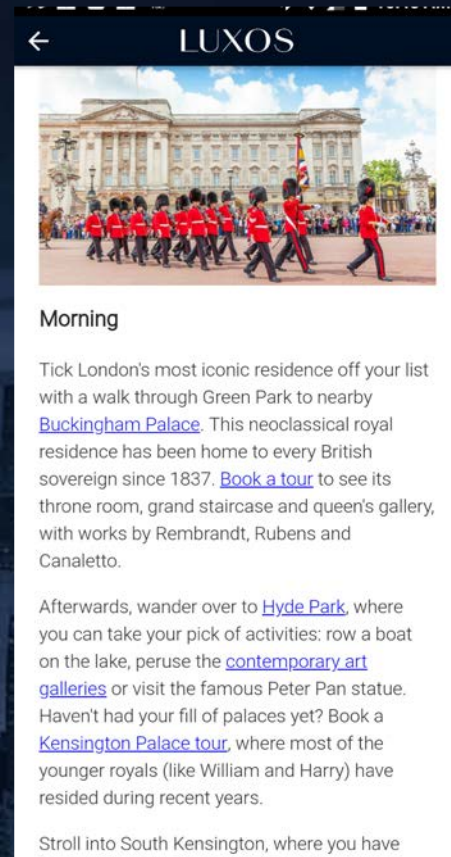 LUXOS
Morning
Tick London's most iconic residence off your list
with a walk through Green Park to nearby
Buckingham Palace. This neoclassical royal
residence has been home to every British
sovereign since 1837. Book a tour to see its
throne room, grand staircase and queen's gallery,
with works by Rembrandt, Rubens and
Canaletto.
Afterwards, wander over to Hyde Park, where
you can take your pick of activities: row a boat
on the lake, peruse the contemporary art
galleries or visit the famous Peter Pan statue.
Haven't had your fill of palaces yet? Book a
Kensington Palace tour, where most of the
younger royals (like William and Harry) have
resided during recent years.
Stroll into South Kensington, where you have